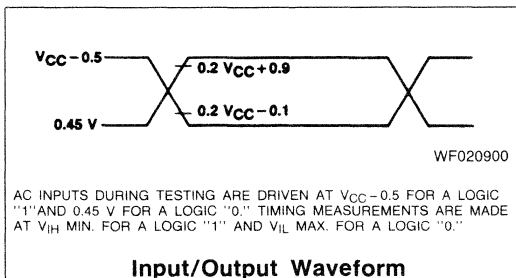 VCC − 0.5
0.2 VCC+0.9
0.2 VCC−0.1
0.45 V
WF020900
AC INPUTS DURING TESTING ARE DRIVEN AT VCC−0.5 FOR A LOGIC
"1"AND 0.45 V FOR A LOGIC "0." TIMING MEASUREMENTS ARE MADE
AT VIH MIN. FOR A LOGIC "1" AND VIL MAX. FOR A LOGIC "0."
Input/Output Waveform